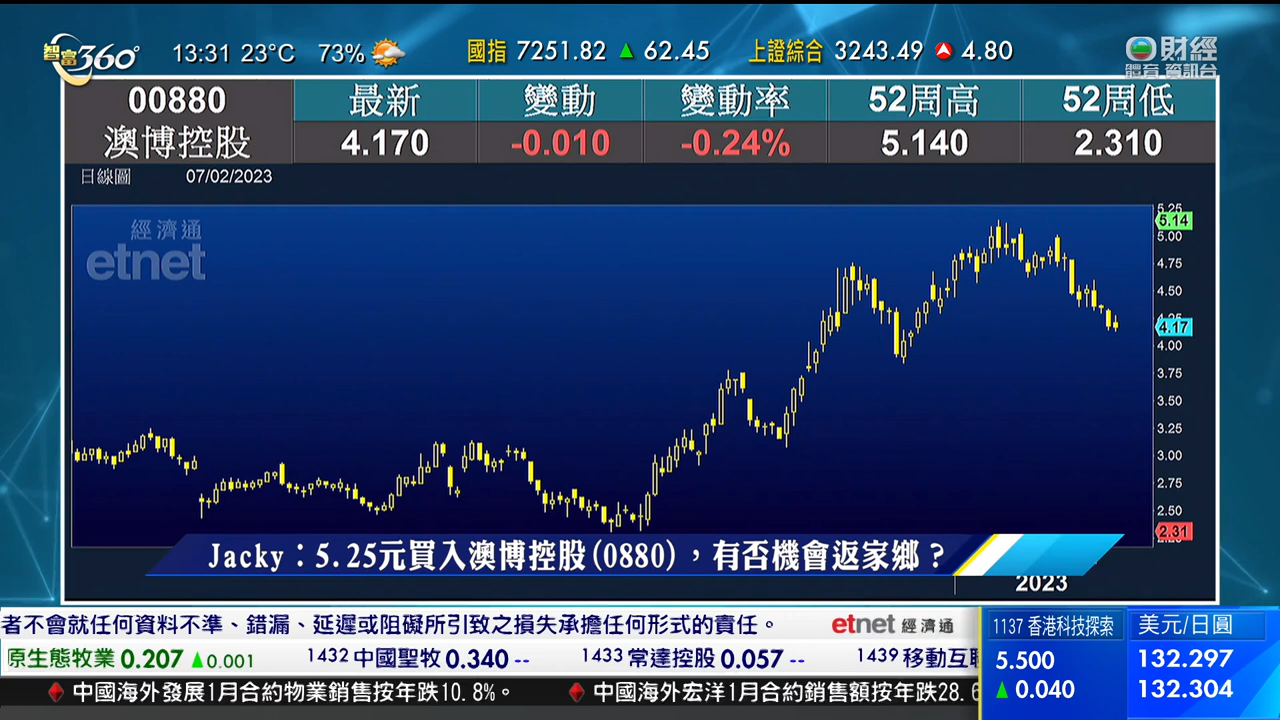 智富360°
13:31 23°C 73%
國指 7251.82 ▲ 62.45
上證綜合 3243.49 4.80
財經
體育 資訊台
00880 最新 變動 變動率 52周高 52周低
澳博控股 4.170 -0.010 -0.24% 5.140 2.310
日線圖 07/02/2023
經濟通
etnet
5.25
5.14
5.00
4.75
4.50
4.25
4.17
4.00
3.75
3.50
3.25
3.00
2.75
2.50
2.31
Jacky：5.25元買入澳博控股(0880)，有否機會返家鄉？
2023
者不會就任何資料不準、錯漏、延遲或阻礙所引致之損失承擔任何形式的責任。 etnet 經濟通
原生態牧業 0.207 ▲0.001 1432 中國聖牧 0.340 -- 1433 常達控股 0.057 -- 1439 移動互聯
中國海外發展1月合約物業銷售按年跌10.8%。 中國海外宏洋1月合約銷售額按年跌28.6
1137 香港科技探索
5.500
▲ 0.040
美元/日圓
132.297
132.304